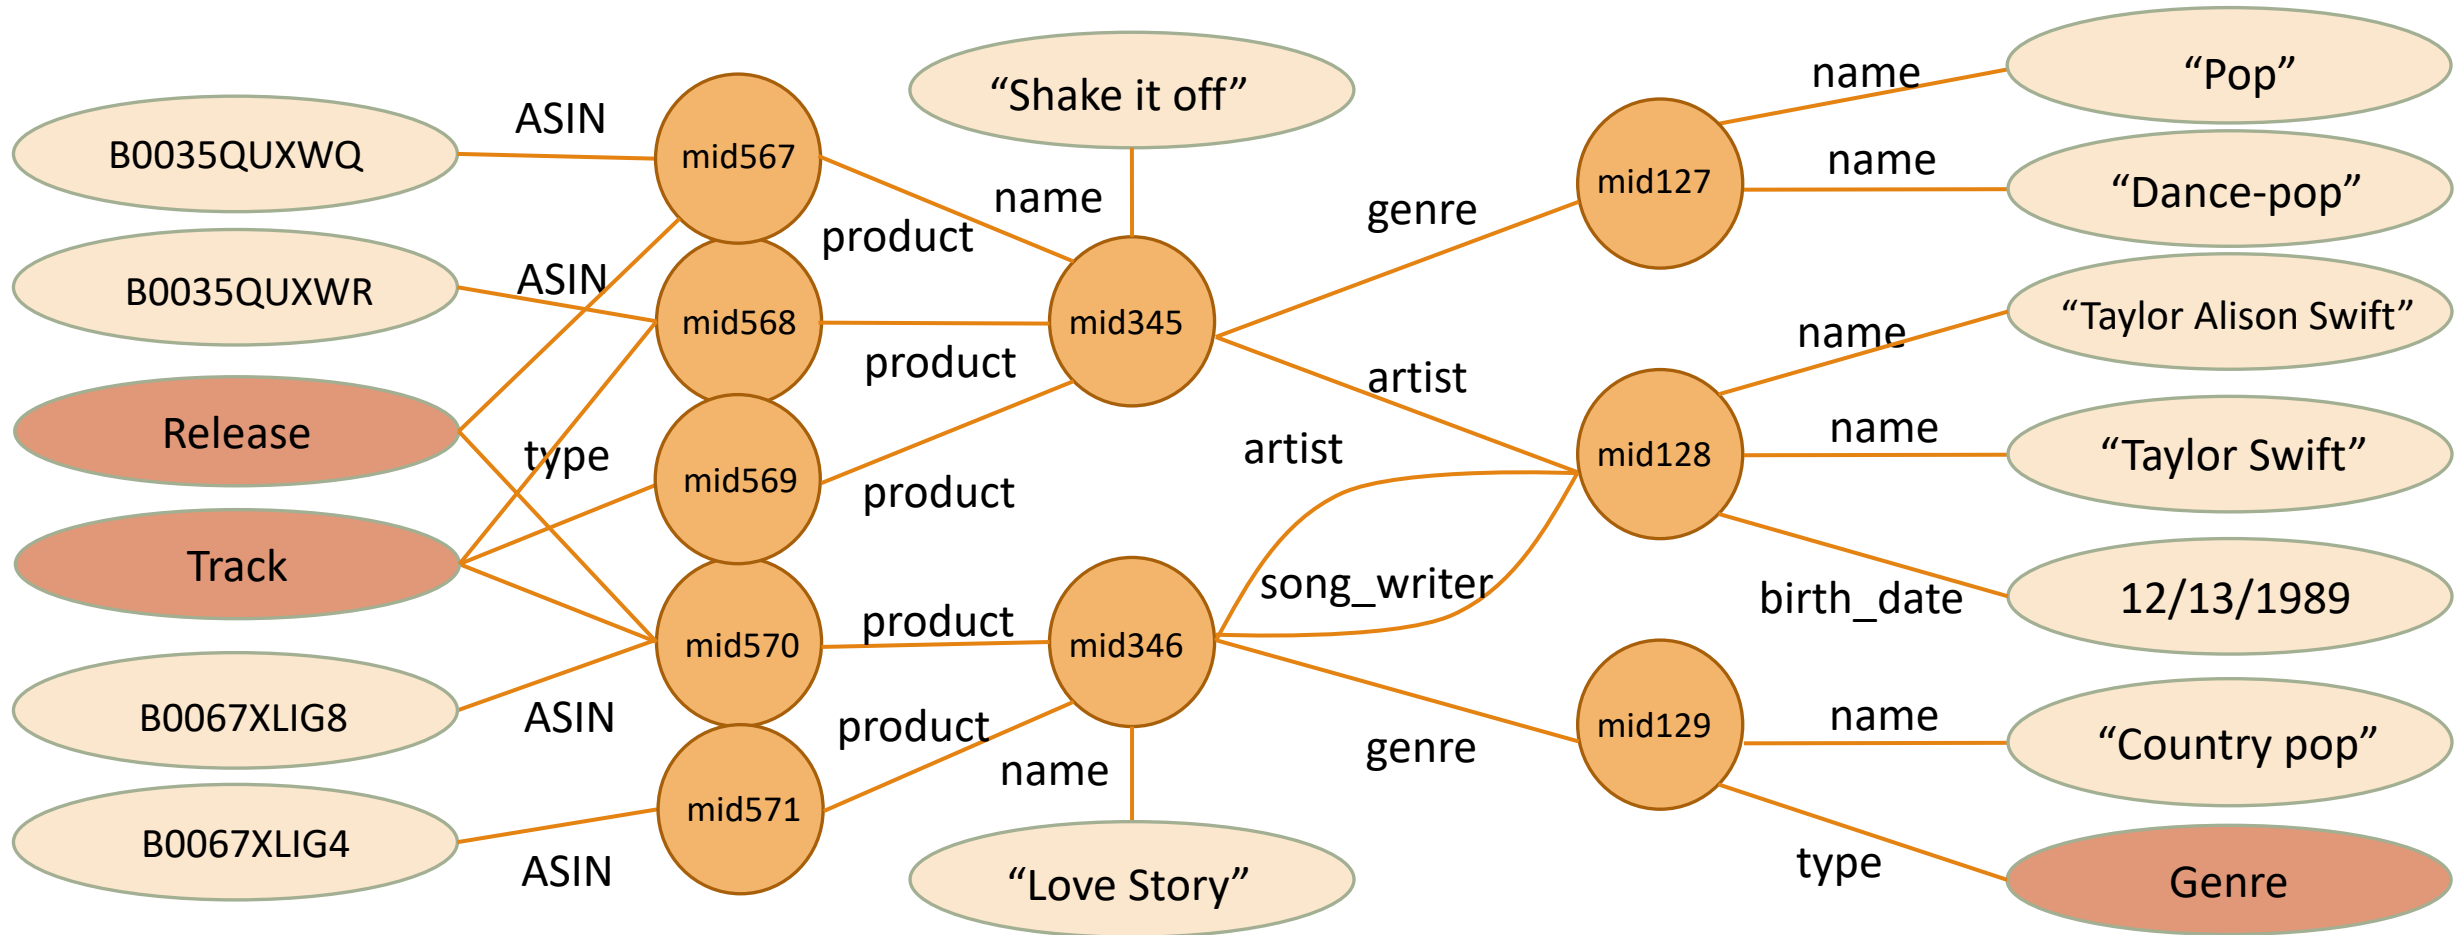 B0035QUXWQ
B0035QUXWR
Release
Track
B0067XLIG8
B0067XLIG4
ASIN
ASIN
type
ASIN
ASIN
mid567
mid568
mid569
mid570
mid571
product
product
product
product
product
“Shake it off”
name
mid345
mid346
name
“Love Story”
genre
artist
artist
song_writer
genre
mid127
mid128
mid129
name
name
name
name
birth_date
name
type
“Pop”
“Dance-pop”
“Taylor Alison Swift”
“Taylor Swift”
12/13/1989
“Country pop”
Genre